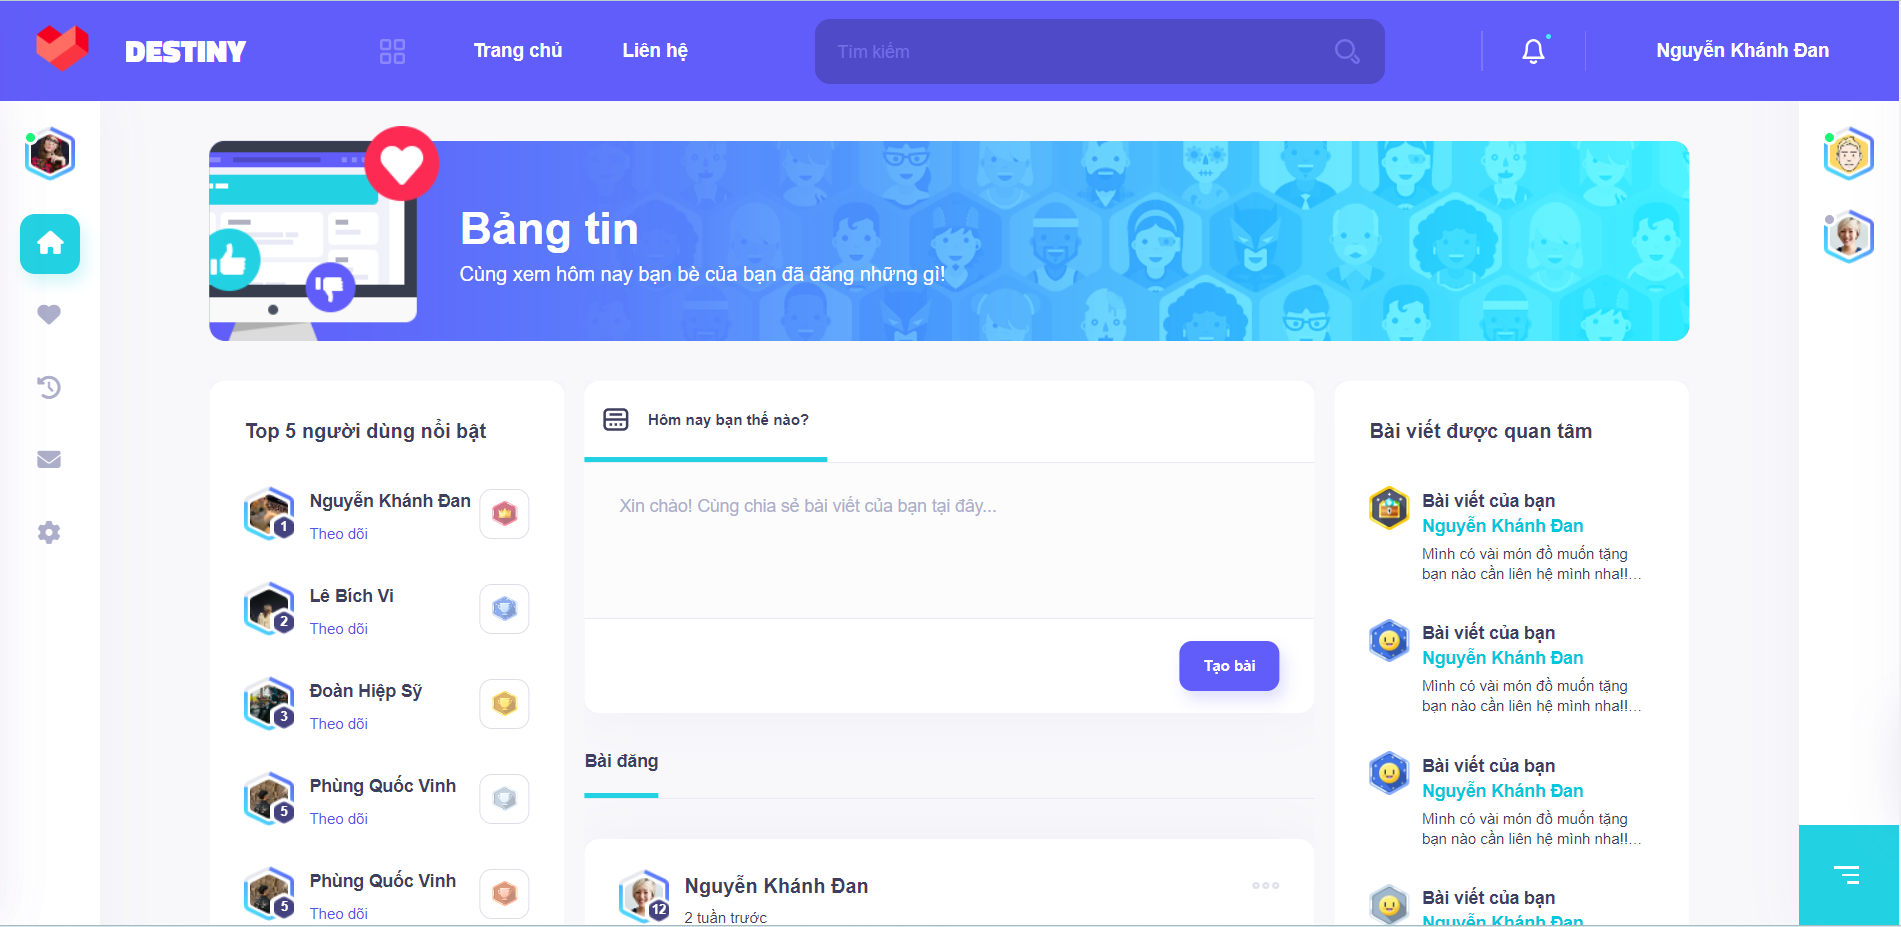 DESTINY
Trang chủ
Liên hệ
Tìm kiếm
Nguyễn Khánh Đan
Bảng tin
Cùng xem hôm nay bạn bè của bạn đã đăng những gì!
Top 5 người dùng nổi bật
Nguyễn Khánh Đan
1
Theo dõi
Lê Bích Vi
2
Theo dõi
Đoàn Hiệp Sỹ
3
Theo dõi
Phùng Quốc Vinh
5
Theo dõi
Phùng Quốc Vinh
5
Theo dõi
Hôm nay bạn thế nào?
Xin chào! Cùng chia sẻ bài viết của bạn tại đây...
Tạo bài
Bài đăng
Nguyễn Khánh Đan
12
2 tuần trước
Bài viết được quan tâm
Bài viết của bạn
Nguyễn Khánh Đan
Mình có vài món đồ muốn tặng
bạn nào cần liên hệ mình nha!!...
Bài viết của bạn
Nguyễn Khánh Đan
Mình có vài món đồ muốn tặng
bạn nào cần liên hệ mình nha!!...
Bài viết của bạn
Nguyễn Khánh Đan
Mình có vài món đồ muốn tặng
bạn nào cần liên hệ mình nha!!...
Bài viết của bạn
Nguyễn Khánh Đan